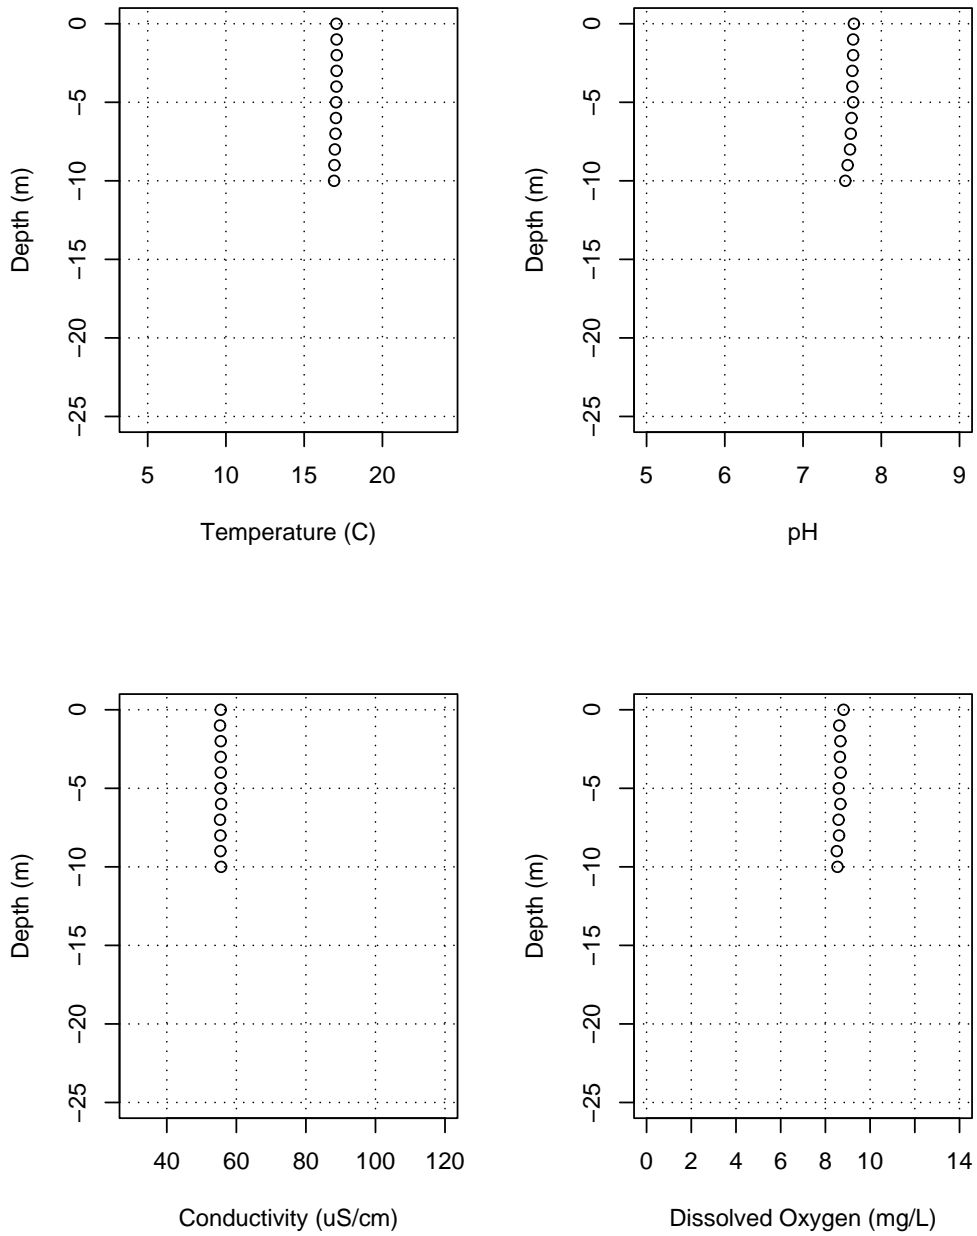 0
−5
−10
−15
−20
−25
Depth (m)
5 10 15 20
Temperature (C)
0
−5
−10
−15
−20
−25
Depth (m)
5 6 7 8 9
pH
0
−5
−10
−15
−20
−25
Depth (m)
40 60 80 100 120
Conductivity (uS/cm)
0
−5
−10
−15
−20
−25
Depth (m)
0 2 4 6 8 10 14
Dissolved Oxygen (mg/L)